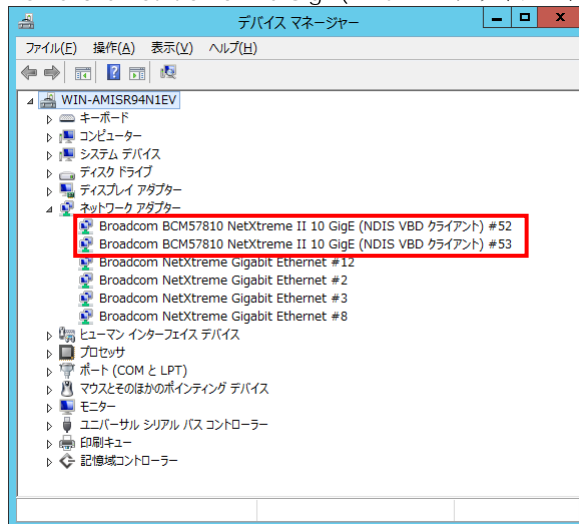 デバイス マネージャー
ファイル(F) 操作(A) 表示(V) ヘルプ(H)
WIN-AMISR94N1EV
キーボード
コンピューター
システム デバイス
ディスク ドライブ
ディスプレイ アダプター
ネットワーク アダプター
Broadcom BCM57810 NetXtreme II 10 GigE (NDIS VBD クライアント) #52
Broadcom BCM57810 NetXtreme II 10 GigE (NDIS VBD クライアント) #53
Broadcom NetXtreme Gigabit Ethernet #12
Broadcom NetXtreme Gigabit Ethernet #2
Broadcom NetXtreme Gigabit Ethernet #3
Broadcom NetXtreme Gigabit Ethernet #8
ヒューマン インターフェイス デバイス
プロセッサ
ポート (COM と LPT)
マウスとそのほかのポインティング デバイス
モニター
ユニバーサル シリアル バス コントローラー
印刷キュー
記憶域コントローラー